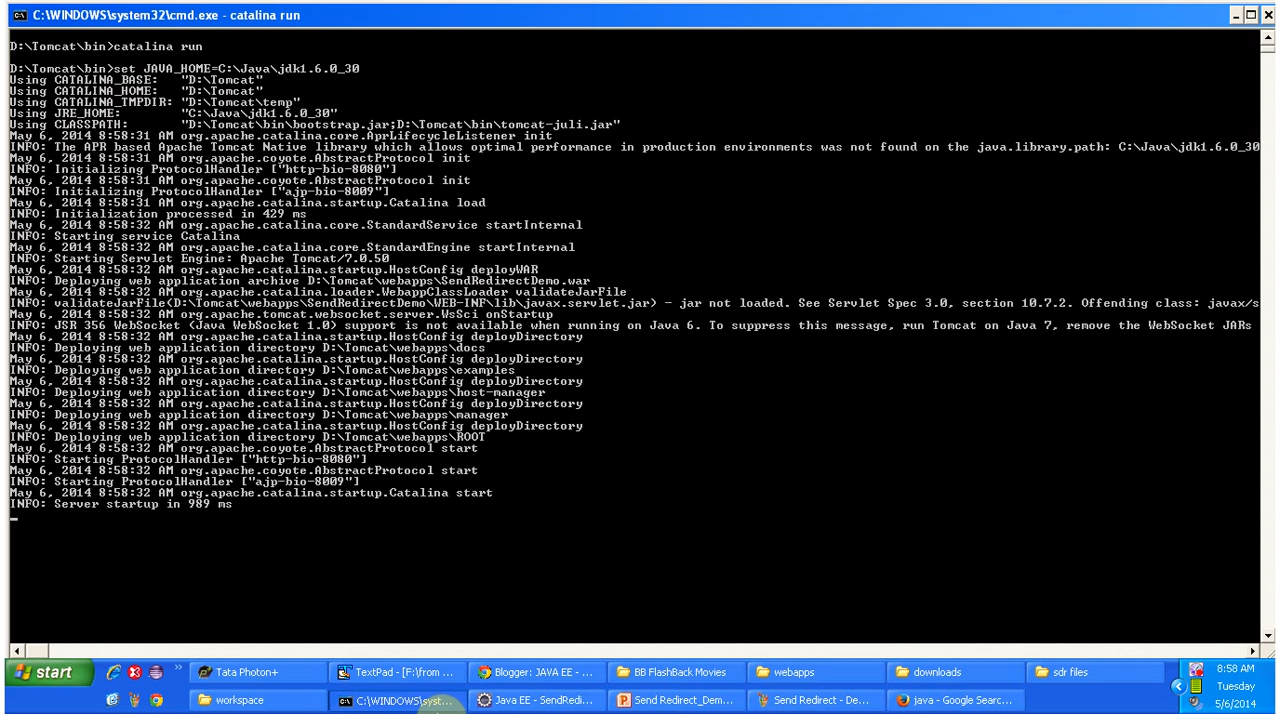 C:\WINDOWS\system32\cmd.exe - catalina run
D:\Tomcat\bin>catalina run
D:\Tomcat\bin>set JAVA_HOME=C:\Java\jdk1.6.0_30
Using CATALINA_BASE:   "D:\Tomcat"
Using CATALINA_HOME:   "D:\Tomcat"
Using CATALINA_TMPDIR: "D:\Tomcat\temp"
Using JRE_HOME:        "C:\Java\jdk1.6.0_30"
Using CLASSPATH:       "D:\Tomcat\bin\bootstrap.jar;D:\Tomcat\bin\tomcat-juli.jar"
May 6, 2014 8:58:31 AM org.apache.catalina.core.AprLifecycleListener init
INFO: The APR based Apache Tomcat Native library which allows optimal performance in production environments was not found on the java.library.path: C:\Java\jdk1.6.0_30
May 6, 2014 8:58:31 AM org.apache.coyote.AbstractProtocol init
INFO: Initializing ProtocolHandler ["http-bio-8080"]
May 6, 2014 8:58:31 AM org.apache.coyote.AbstractProtocol init
INFO: Initializing ProtocolHandler ["ajp-bio-8009"]
May 6, 2014 8:58:31 AM org.apache.catalina.startup.Catalina load
INFO: Initialization processed in 429 ms
May 6, 2014 8:58:32 AM org.apache.catalina.core.StandardService startInternal
INFO: Starting service Catalina
May 6, 2014 8:58:32 AM org.apache.catalina.core.StandardEngine startInternal
INFO: Starting Servlet Engine: Apache Tomcat/7.0.50
May 6, 2014 8:58:32 AM org.apache.catalina.startup.HostConfig deployWAR
INFO: Deploying web application archive D:\Tomcat\webapps\SendRedirectDemo.war
May 6, 2014 8:58:32 AM org.apache.catalina.loader.WebappClassLoader validateJarFile
INFO: validateJarFile(D:\Tomcat\webapps\SendRedirectDemo\WEB-INF\lib\javax.servlet.jar) - jar not loaded. See Servlet Spec 3.0, section 10.7.2. Offending class: javax/s
May 6, 2014 8:58:32 AM org.apache.tomcat.websocket.server.WsSci onStartup
INFO: JSR 356 WebSocket (Java WebSocket 1.0) support is not available when running on Java 6. To suppress this message, run Tomcat on Java 7, remove the WebSocket JARs
May 6, 2014 8:58:32 AM org.apache.catalina.startup.HostConfig deployDirectory
INFO: Deploying web application directory D:\Tomcat\webapps\docs
May 6, 2014 8:58:32 AM org.apache.catalina.startup.HostConfig deployDirectory
INFO: Deploying web application directory D:\Tomcat\webapps\examples
May 6, 2014 8:58:32 AM org.apache.catalina.startup.HostConfig deployDirectory
INFO: Deploying web application directory D:\Tomcat\webapps\host-manager
May 6, 2014 8:58:32 AM org.apache.catalina.startup.HostConfig deployDirectory
INFO: Deploying web application directory D:\Tomcat\webapps\manager
May 6, 2014 8:58:32 AM org.apache.catalina.startup.HostConfig deployDirectory
INFO: Deploying web application directory D:\Tomcat\webapps\ROOT
May 6, 2014 8:58:32 AM org.apache.coyote.AbstractProtocol start
INFO: Starting ProtocolHandler ["http-bio-8080"]
May 6, 2014 8:58:32 AM org.apache.coyote.AbstractProtocol start
INFO: Starting ProtocolHandler ["ajp-bio-8009"]
May 6, 2014 8:58:32 AM org.apache.catalina.startup.Catalina start
INFO: Server startup in 989 ms
start » Tata Photon+ TextPad - [F:\from ... Blogger: JAVA EE - ... BB FlashBack Movies webapps downloads sdr files 8:58 AM
Tuesday
workspace C:\WINDOWS\syst... Java EE - SendRedi... Send Redirect_Dem... Send Redirect - De... java - Google Searc... 5/6/2014